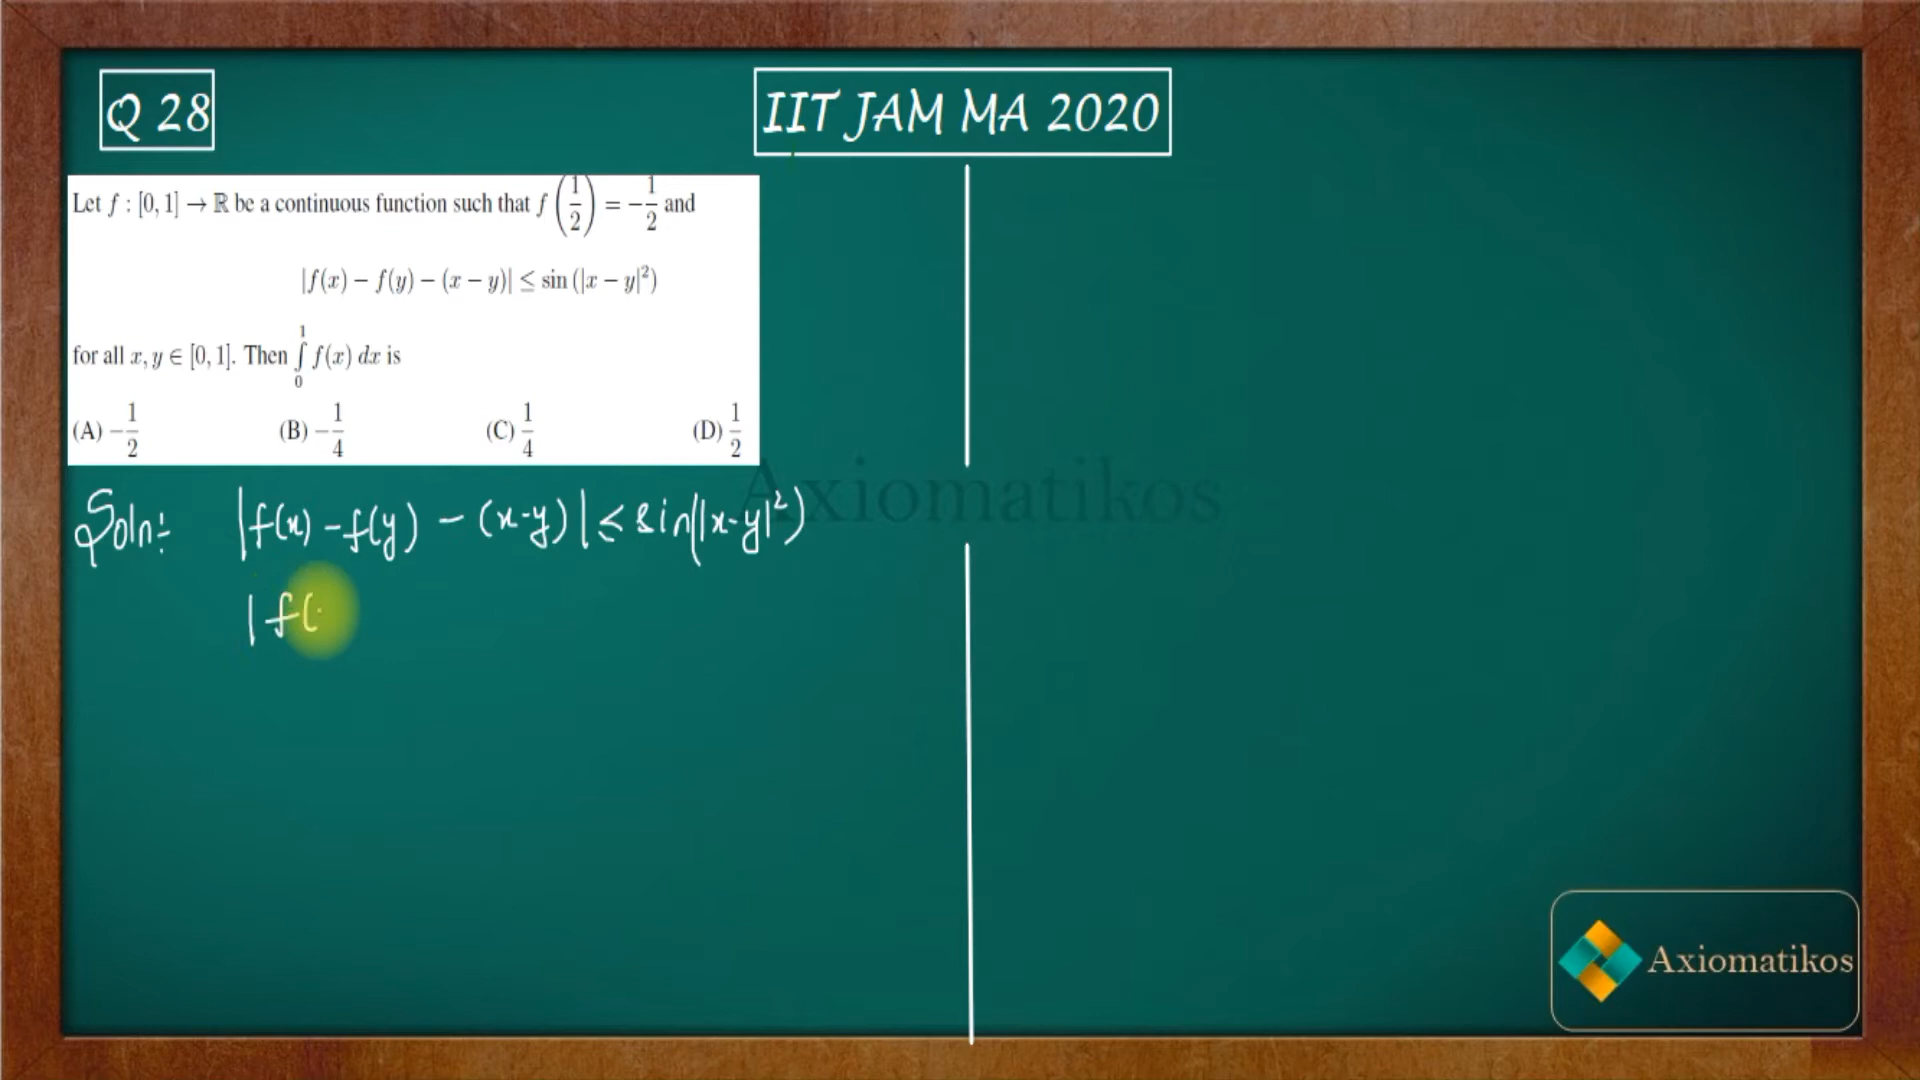 Q 28
IIT JAM MA 2020
Let f : [0, 1] → ℝ be a continuous function such that f(1/2) = −1/2 and
|f(x) − f(y) − (x − y)| ≤ sin (|x − y|²)
for all x, y ∈ [0, 1]. Then ∫₀¹ f(x) dx is
(A) −1/2 (B) −1/4 (C) 1/4 (D) 1/2
Axiomatikos
Soln: |f(x) − f(y) − (x-y)| ≤ sin(|x-y|²)
|f(
Axiomatikos